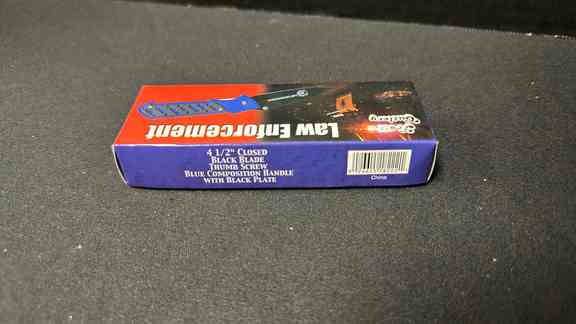 Law Enforcement
4 1/2" CLOSED
BLACK BLADE
THUMB SCREW
BLUE COMPOSITION HANDLE
WITH BLACK PLATE
China